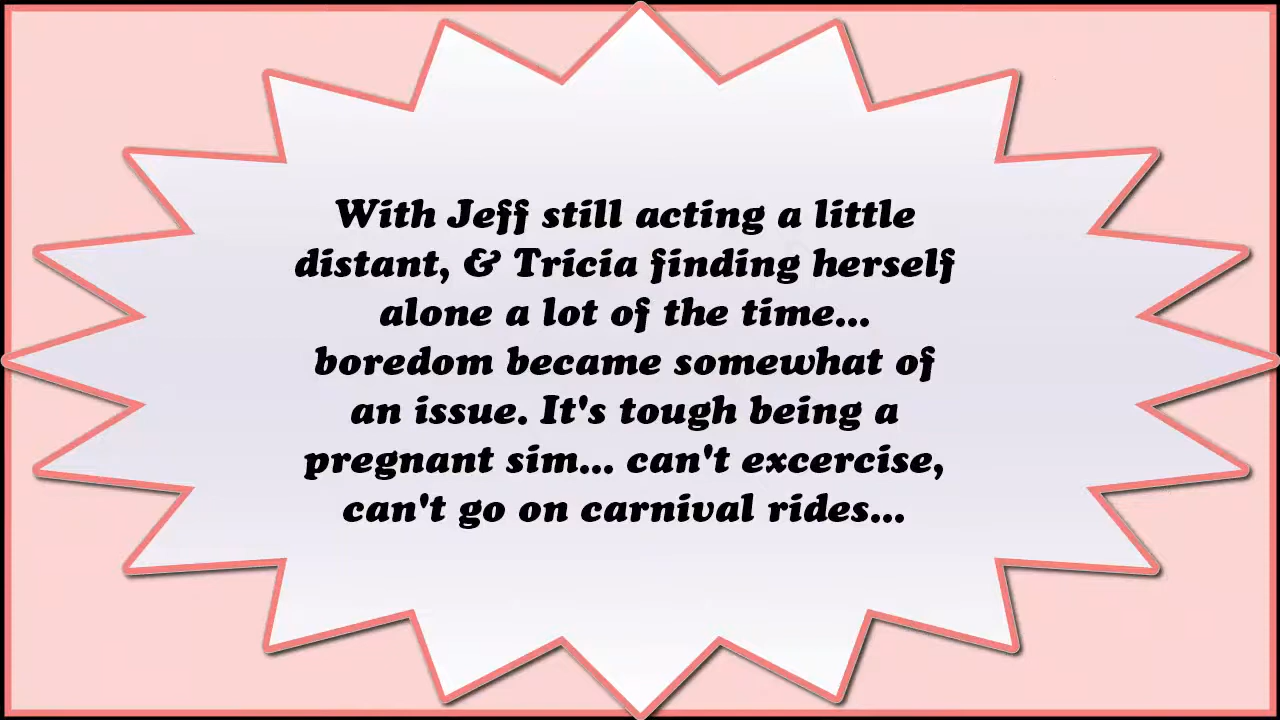 With Jeff still acting a little
distant, & Tricia finding herself
alone a lot of the time...
boredom became somewhat of
an issue. It's tough being a
pregnant sim... can't excercise,
can't go on carnival rides...